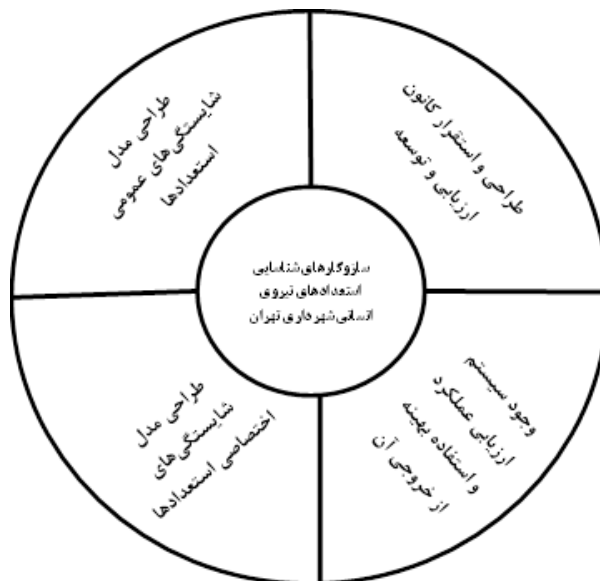 طراحی و استقرار کانون
ارزیابی و توسعه
طراحی مدل
شایستگی‌های عمومی
استعدادها
سازوکارهای شناسایی
استعدادهای نیروی
انسانی شهرداری تهران
وجود سیستم
ارزیابی عملکرد
و استفاده بهینه
از خروجی آن
طراحی مدل
شایستگی‌های
اختصاصی استعدادها